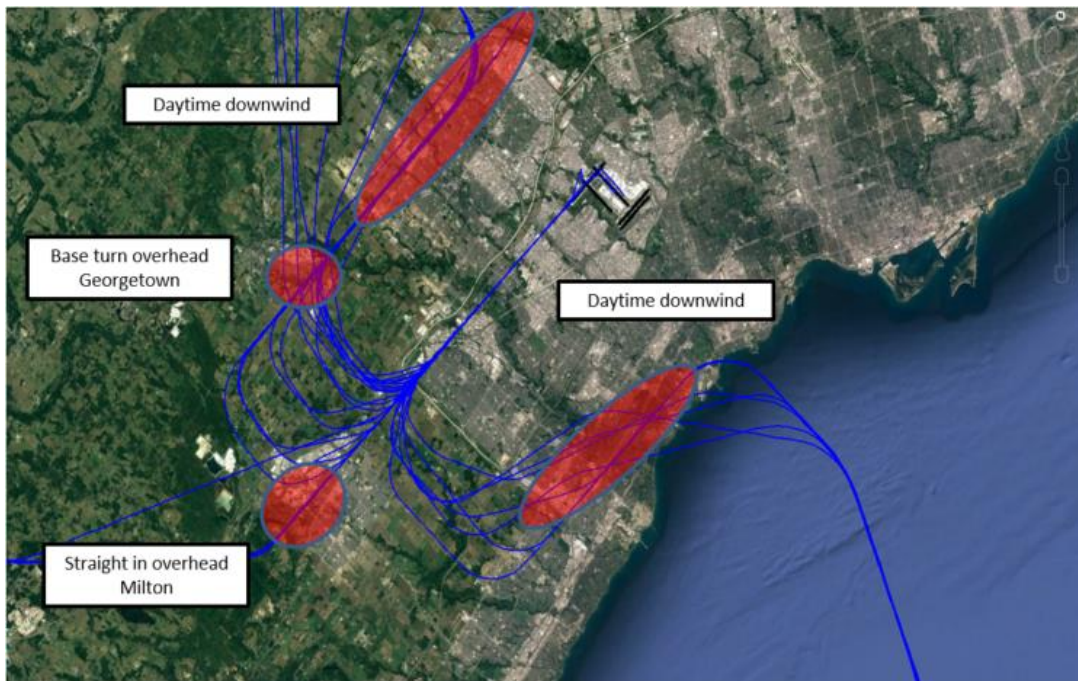 Daytime downwind
Base turn overhead
Georgetown
Daytime downwind
Straight in overhead
Milton